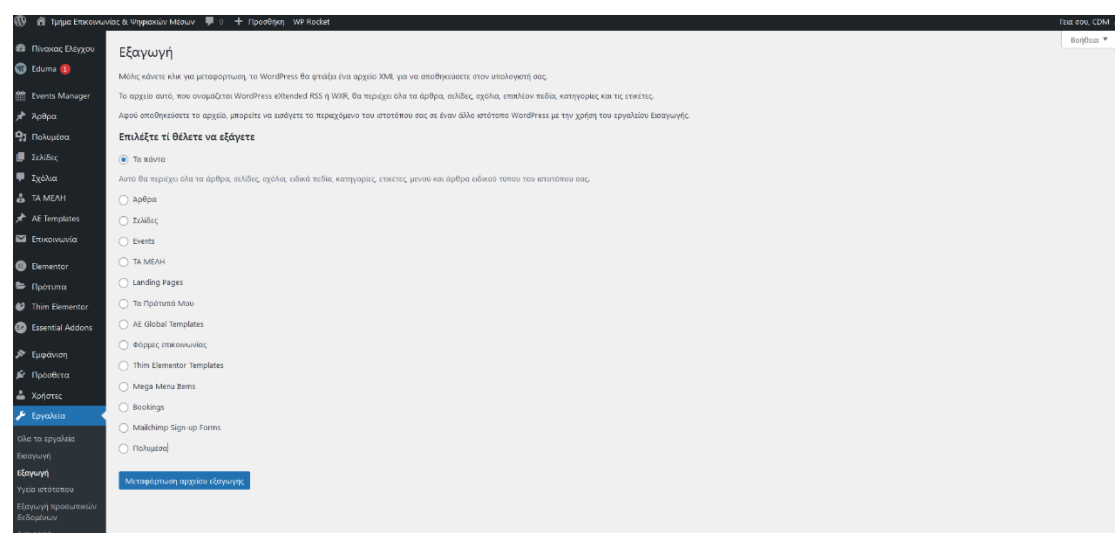 Τμήμα Επικοινωνίας & Ψηφιακών Μέσων 0 + Προσθήκη WP Rocket
Γεια σου, CDM
Βοήθεια
Πίνακας Ελέγχου
Eduma 1
Events Manager
Άρθρα
Πολυμέσα
Σελίδες
Σχόλια
ΤΑ ΜΕΛΗ
AE Templates
Επικοινωνία
Elementor
Πρότυπα
Thim Elementor
Essential Addons
Εμφάνιση
Πρόσθετα
Χρήστες
Εργαλεία
Όλα τα εργαλεία
Εισαγωγή
Εξαγωγή
Υγεία ιστότοπου
Εξαγωγή προσωπικών
δεδομένων
Εξαγωγή
Μόλις κάνετε κλικ για μεταφόρτωση, το WordPress θα φτιάξει ένα αρχείο XML για να αποθηκεύσετε στον υπολογιστή σας.
Το αρχείο αυτό, που ονομάζεται WordPress eXtended RSS ή WXR, θα περιέχει όλα τα άρθρα, σελίδες, σχόλια, επιπλέον πεδία, κατηγορίες και τις ετικέτες.
Αφού αποθηκεύσετε το αρχείο, μπορείτε να εισάγετε το περιεχόμενο του ιστοτόπου σας σε έναν άλλο ιστότοπο WordPress με την χρήση του εργαλείου Εισαγωγής.
Επιλέξτε τί θέλετε να εξάγετε
Τα πάντα
Αυτό θα περιέχει όλα τα άρθρα, σελίδες, σχόλια, ειδικά πεδία, κατηγορίες, ετικέτες, μενού και άρθρα ειδικού τύπου του ιστοτόπου σας.
Άρθρα
Σελίδες
Events
ΤΑ ΜΕΛΗ
Landing Pages
Τα Πρότυπά Μου
AE Global Templates
Φόρμες επικοινωνίας
Thim Elementor Templates
Mega Menu Items
Bookings
Mailchimp Sign-up Forms
Πολυμέσα
Μεταφόρτωση αρχείου εξαγωγής